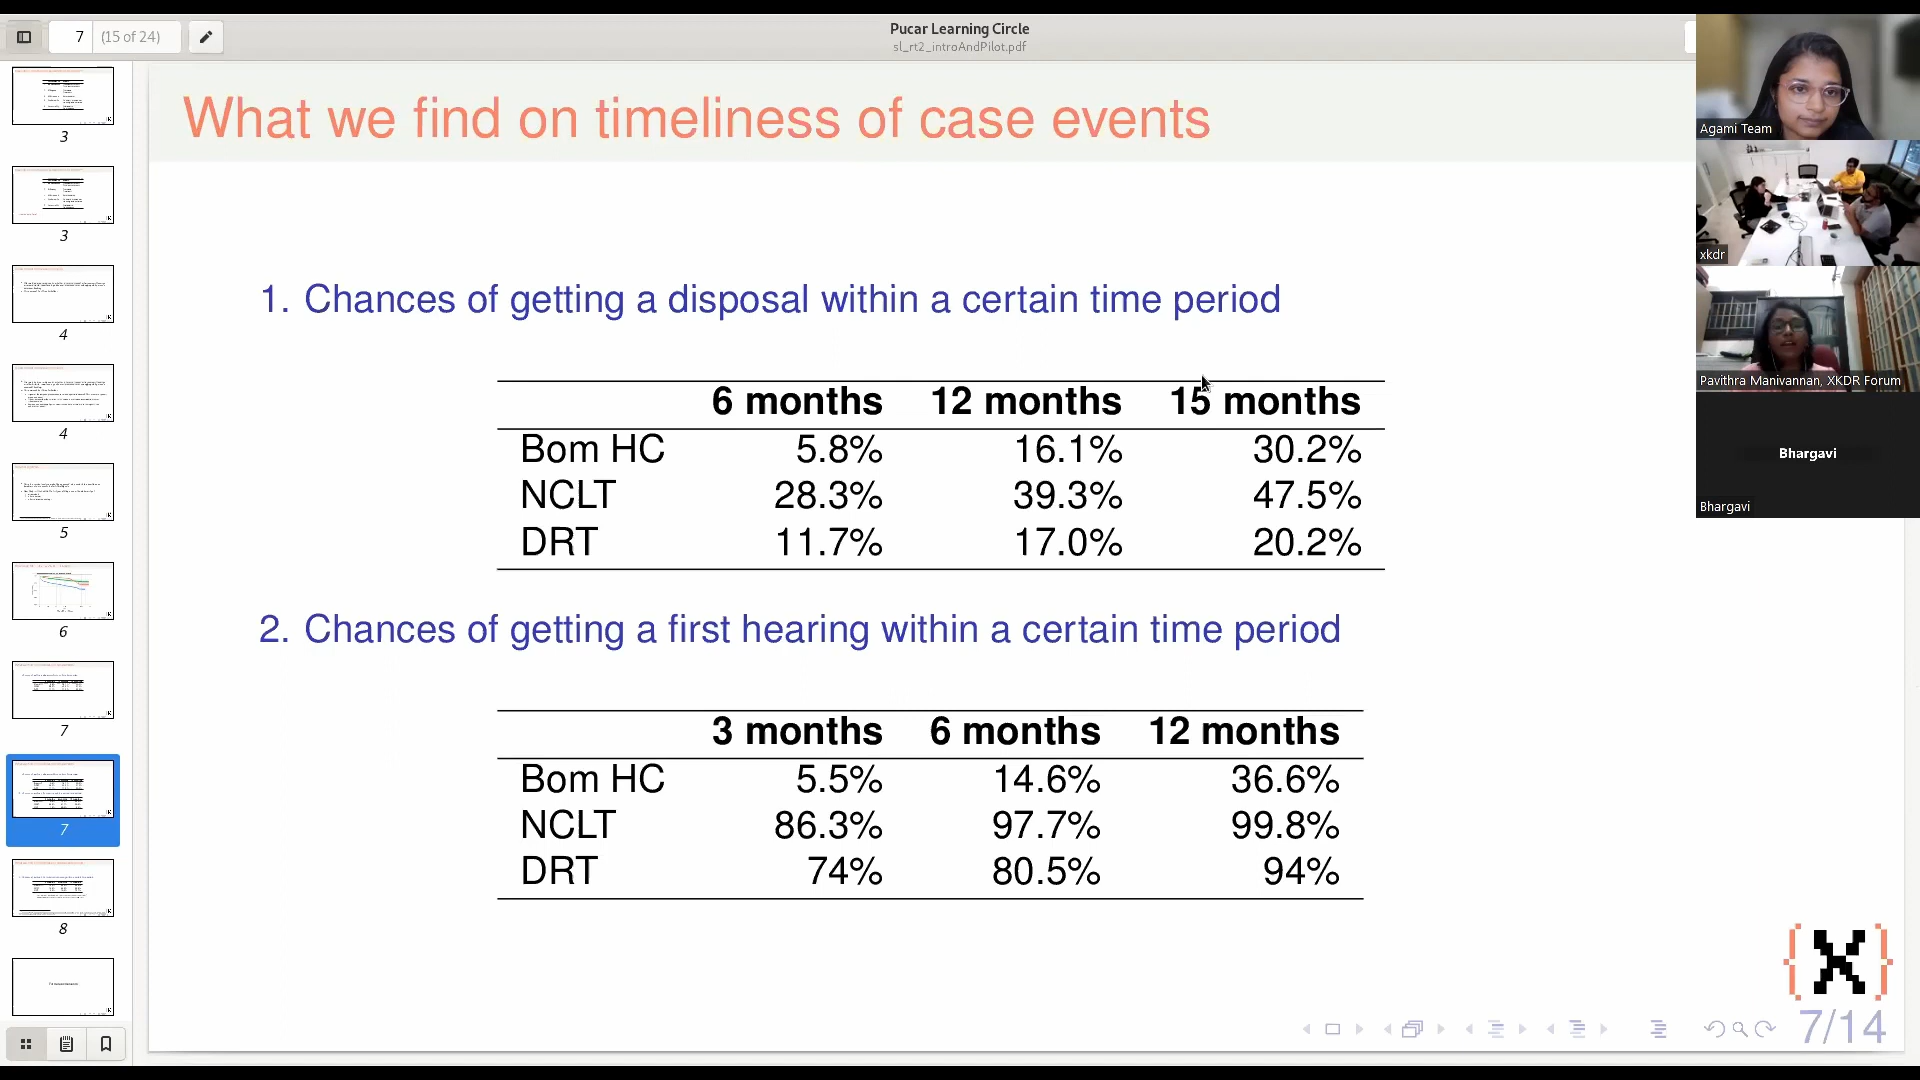 7 (15 of 24)
Pucar Learning Circle
sl_rt2_introAndPilot.pdf
What we find on timeliness of case events
1. Chances of getting a disposal within a certain time period
6 months 12 months 15 months
Bom HC 5.8% 16.1% 30.2%
NCLT 28.3% 39.3% 47.5%
DRT 11.7% 17.0% 20.2%
2. Chances of getting a first hearing within a certain time period
3 months 6 months 12 months
Bom HC 5.5% 14.6% 36.6%
NCLT 86.3% 97.7% 99.8%
DRT 74% 80.5% 94%
7/14
3
3
4
4
5
6
7
7
8
Agami Team
xkdr
Pavithra Manivannan, XKDR Forum
Bhargavi
Bhargavi